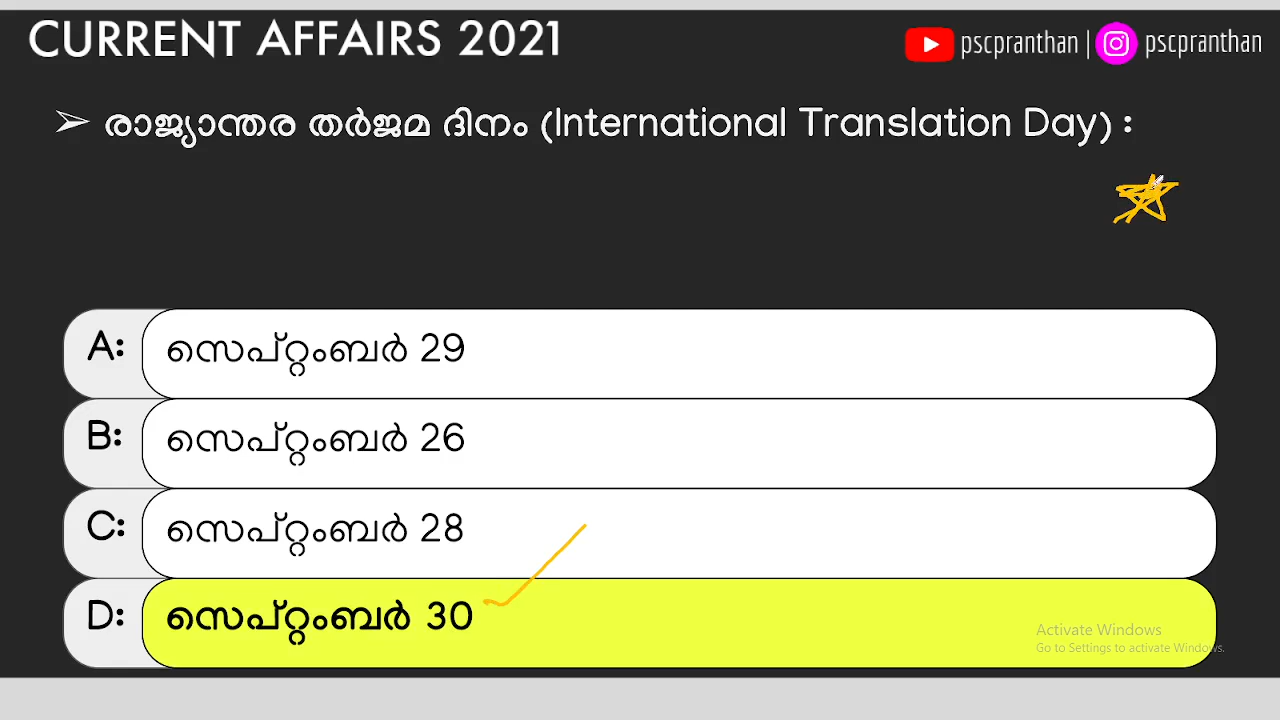 CURRENT AFFAIRS 2021
pscpranthan | pscpranthan
➢ രാജ്യാന്തര തർജമ ദിനം (International Translation Day) :
A: സെപ്റ്റംബർ 29
B: സെപ്റ്റംബർ 26
C: സെപ്റ്റംബർ 28
D: സെപ്റ്റംബർ 30
Activate Windows
Go to Settings to activate Windows.